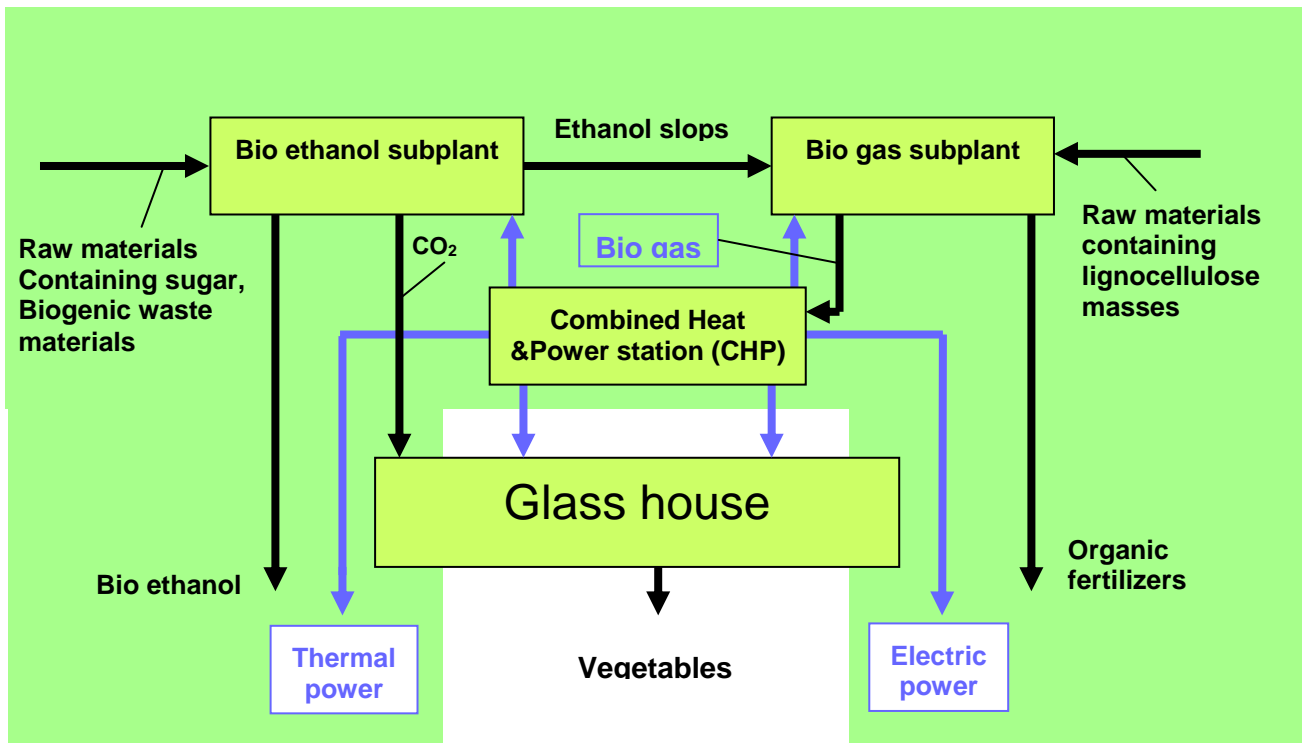 Ethanol slops
Bio ethanol subplant
Bio gas subplant
Raw materials
Containing sugar,
Biogenic waste
materials
CO₂
Bio gas
Raw materials
containing
lignocellulose
masses
Combined Heat
&Power station (CHP)
Glass house
Bio ethanol
Organic
fertilizers
Thermal
power
Vegetables
Electric
power